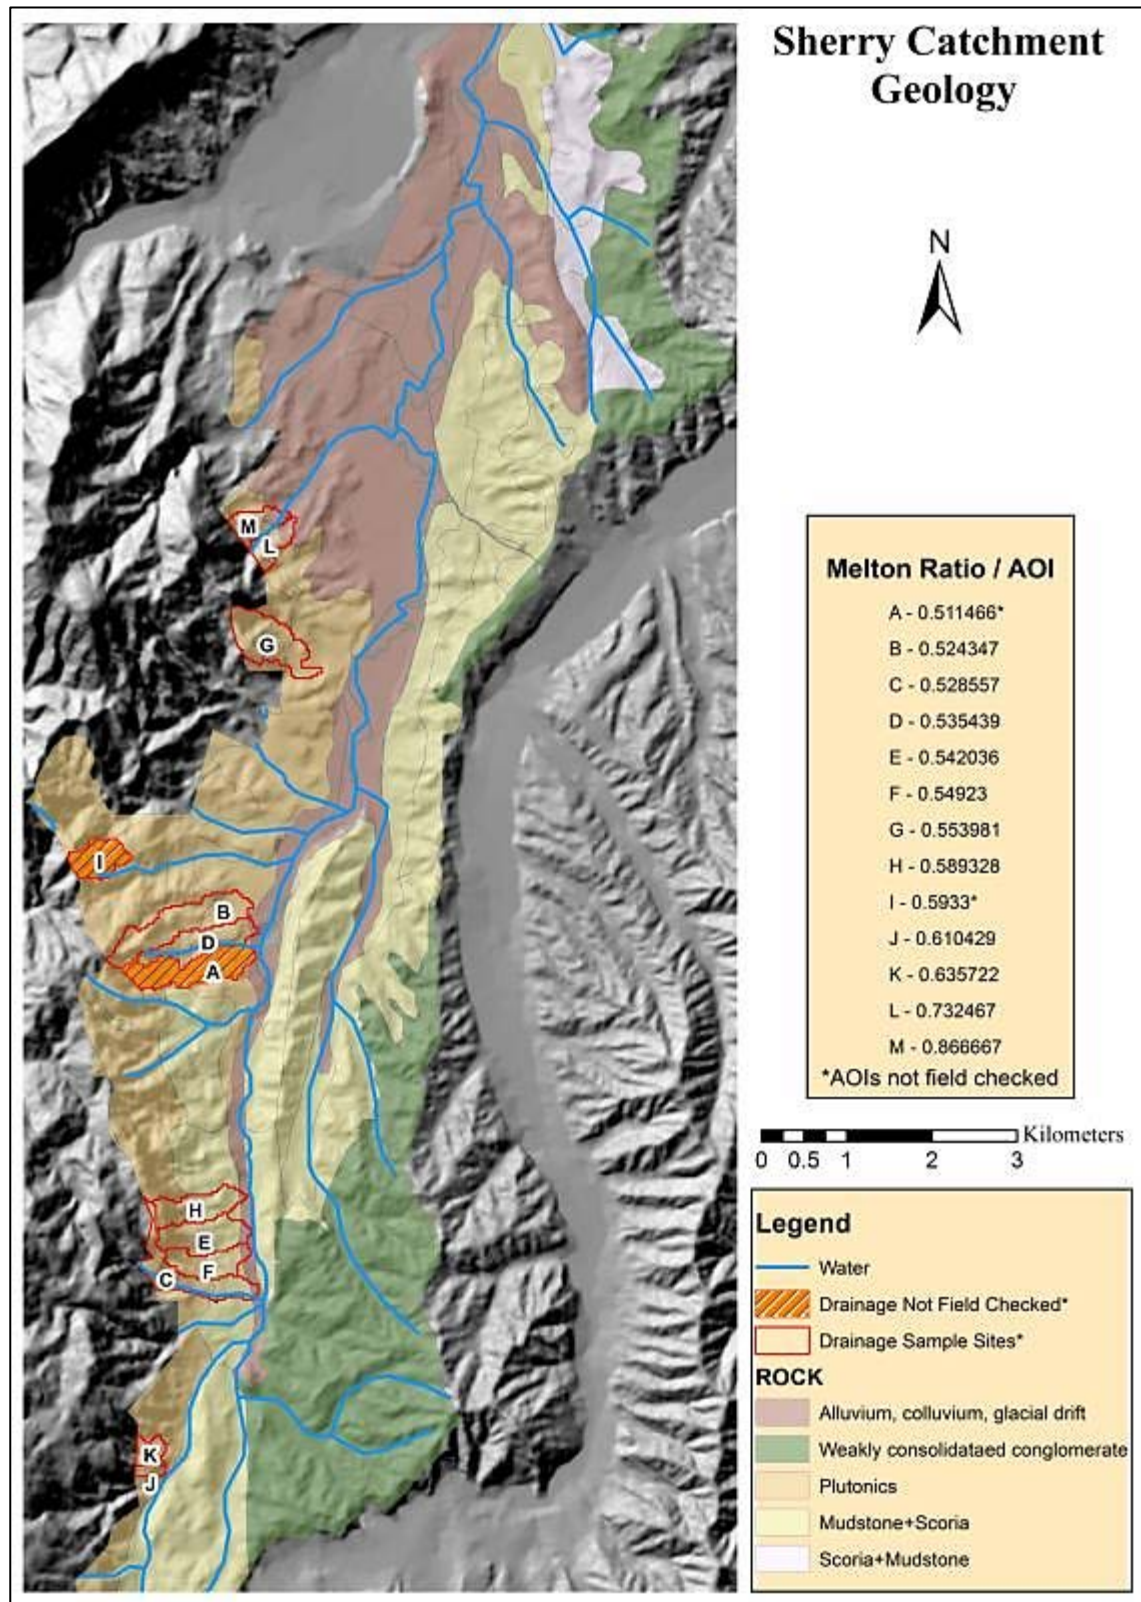 Sherry Catchment
Geology
N
Melton Ratio / AOI
A - 0.511466*
B - 0.524347
C - 0.528557
D - 0.535439
E - 0.542036
F - 0.54923
G - 0.553981
H - 0.589328
I - 0.5933*
J - 0.610429
K - 0.635722
L - 0.732467
M - 0.866667
*AOIs not field checked
Kilometers
0 0.5 1 2 3
Legend
Water
Drainage Not Field Checked*
Drainage Sample Sites*
ROCK
Alluvium, colluvium, glacial drift
Weakly consolidataed conglomerate
Plutonics
Mudstone+Scoria
Scoria+Mudstone
M
L
G
I
B
D
A
H
E
F
C
K
J